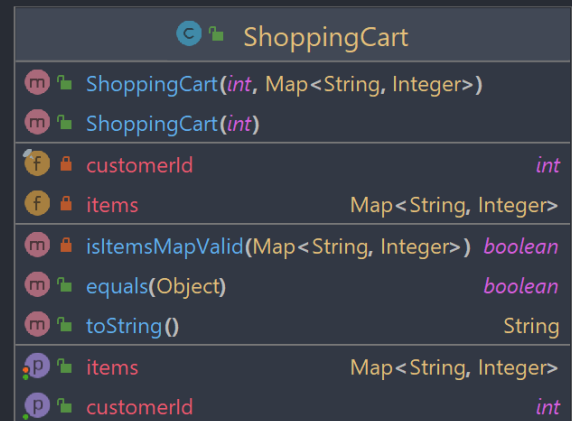 C ShoppingCart
m ShoppingCart(int, Map<String, Integer>)
m ShoppingCart(int)
f customerId int
f items Map<String, Integer>
m isItemsMapValid(Map<String, Integer>) boolean
m equals(Object) boolean
m toString() String
p items Map<String, Integer>
p customerId int